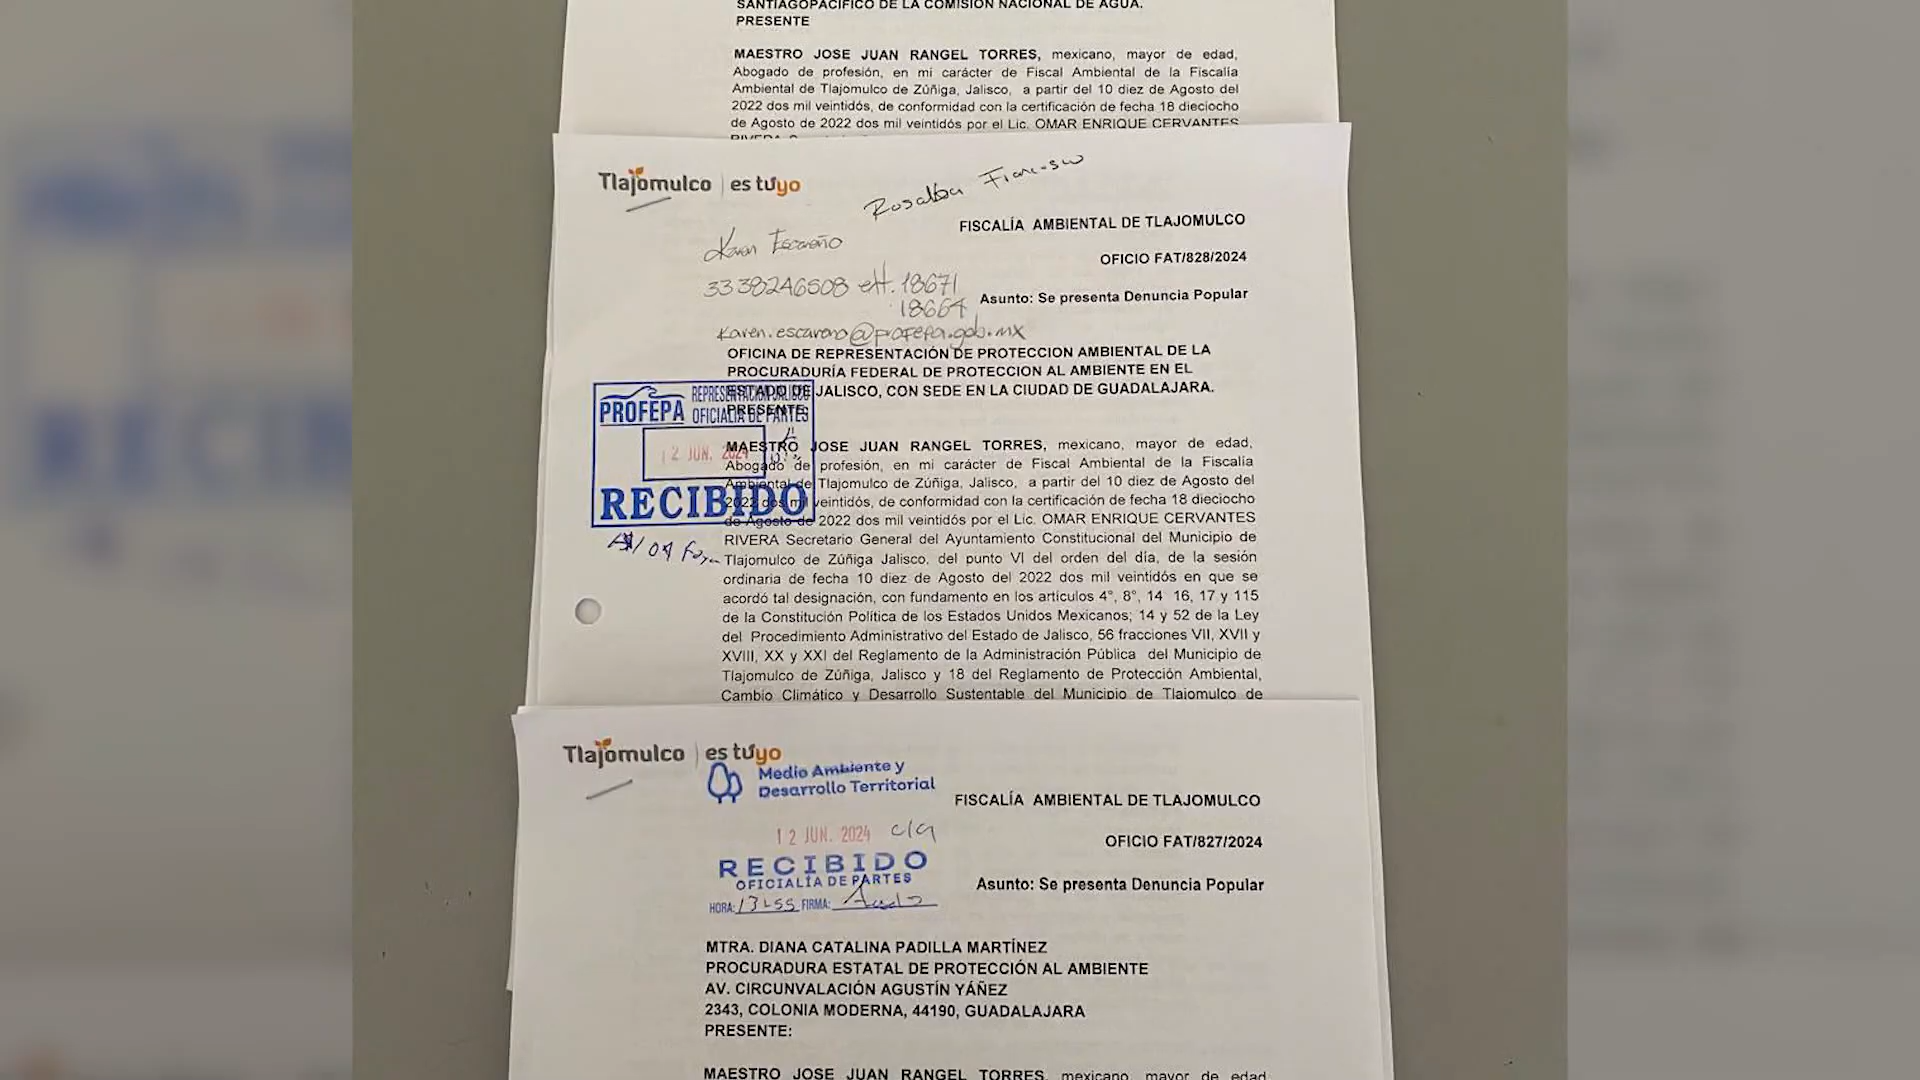 SANTIAGOPACIFICO DE LA COMISION NACIONAL DE AGUA.
PRESENTE
MAESTRO JOSE JUAN RANGEL TORRES, mexicano, mayor de edad,
Abogado de profesión, en mi carácter de Fiscal Ambiental de la Fiscalía
Ambiental de Tlajomulco de Zúñiga, Jalisco, a partir del 10 diez de Agosto del
2022 dos mil veintidós, de conformidad con la certificación de fecha 18 dieciocho
de Agosto de 2022 dos mil veintidós por el Lic. OMAR ENRIQUE CERVANTES
Tlajomulco | es tuyo
Rosalba Francisco
FISCALÍA AMBIENTAL DE TLAJOMULCO
Karen Escareño
OFICIO FAT/828/2024
3338246508 ext. 18671
18664
Asunto: Se presenta Denuncia Popular
karen.escareno@profepa.gob.mx
OFICINA DE REPRESENTACIÓN DE PROTECCION AMBIENTAL DE LA
PROCURADURÍA FEDERAL DE PROTECCION AL AMBIENTE EN EL
ESTADO DE JALISCO, CON SEDE EN LA CIUDAD DE GUADALAJARA.
PRESENTE:
PROFEPA REPRESENTACION JALISCO
OFICIALIA DE PARTES
12 JUN. 2024
RECIBIDO
MAESTRO JOSE JUAN RANGEL TORRES, mexicano, mayor de edad,
Abogado de profesión, en mi carácter de Fiscal Ambiental de la Fiscalía
Ambiental de Tlajomulco de Zúñiga, Jalisco, a partir del 10 diez de Agosto del
2022 dos mil veintidós, de conformidad con la certificación de fecha 18 dieciocho
de Agosto de 2022 dos mil veintidós por el Lic. OMAR ENRIQUE CERVANTES
RIVERA Secretario General del Ayuntamiento Constitucional del Municipio de
Tlajomulco de Zúñiga Jalisco, del punto VI del orden del día, de la sesión
ordinaria de fecha 10 diez de Agosto del 2022 dos mil veintidós en que se
acordó tal designación, con fundamento en los artículos 4°, 8°, 14 16, 17 y 115
de la Constitución Política de los Estados Unidos Mexicanos; 14 y 52 de la Ley
del Procedimiento Administrativo del Estado de Jalisco, 56 fracciones VII, XVII y
XVIII, XX y XXI del Reglamento de la Administración Pública del Municipio de
Tlajomulco de Zúñiga, Jalisco y 18 del Reglamento de Protección Ambiental,
Cambio Climático y Desarrollo Sustentable del Municipio de Tlajomulco de
Tlajomulco | es tuyo
Medio Ambiente y
Desarrollo Territorial
FISCALÍA AMBIENTAL DE TLAJOMULCO
12 JUN. 2024 c/a
OFICIO FAT/827/2024
RECIBIDO
OFICIALÍA DE PARTES
Asunto: Se presenta Denuncia Popular
HORA: 13:55 FIRMA:
MTRA. DIANA CATALINA PADILLA MARTÍNEZ
PROCURADURA ESTATAL DE PROTECCIÓN AL AMBIENTE
AV. CIRCUNVALACIÓN AGUSTÍN YÁÑEZ
2343, COLONIA MODERNA, 44190, GUADALAJARA
PRESENTE:
MAESTRO JOSE JUAN RANGEL TORRES, mexicano, mayor de edad